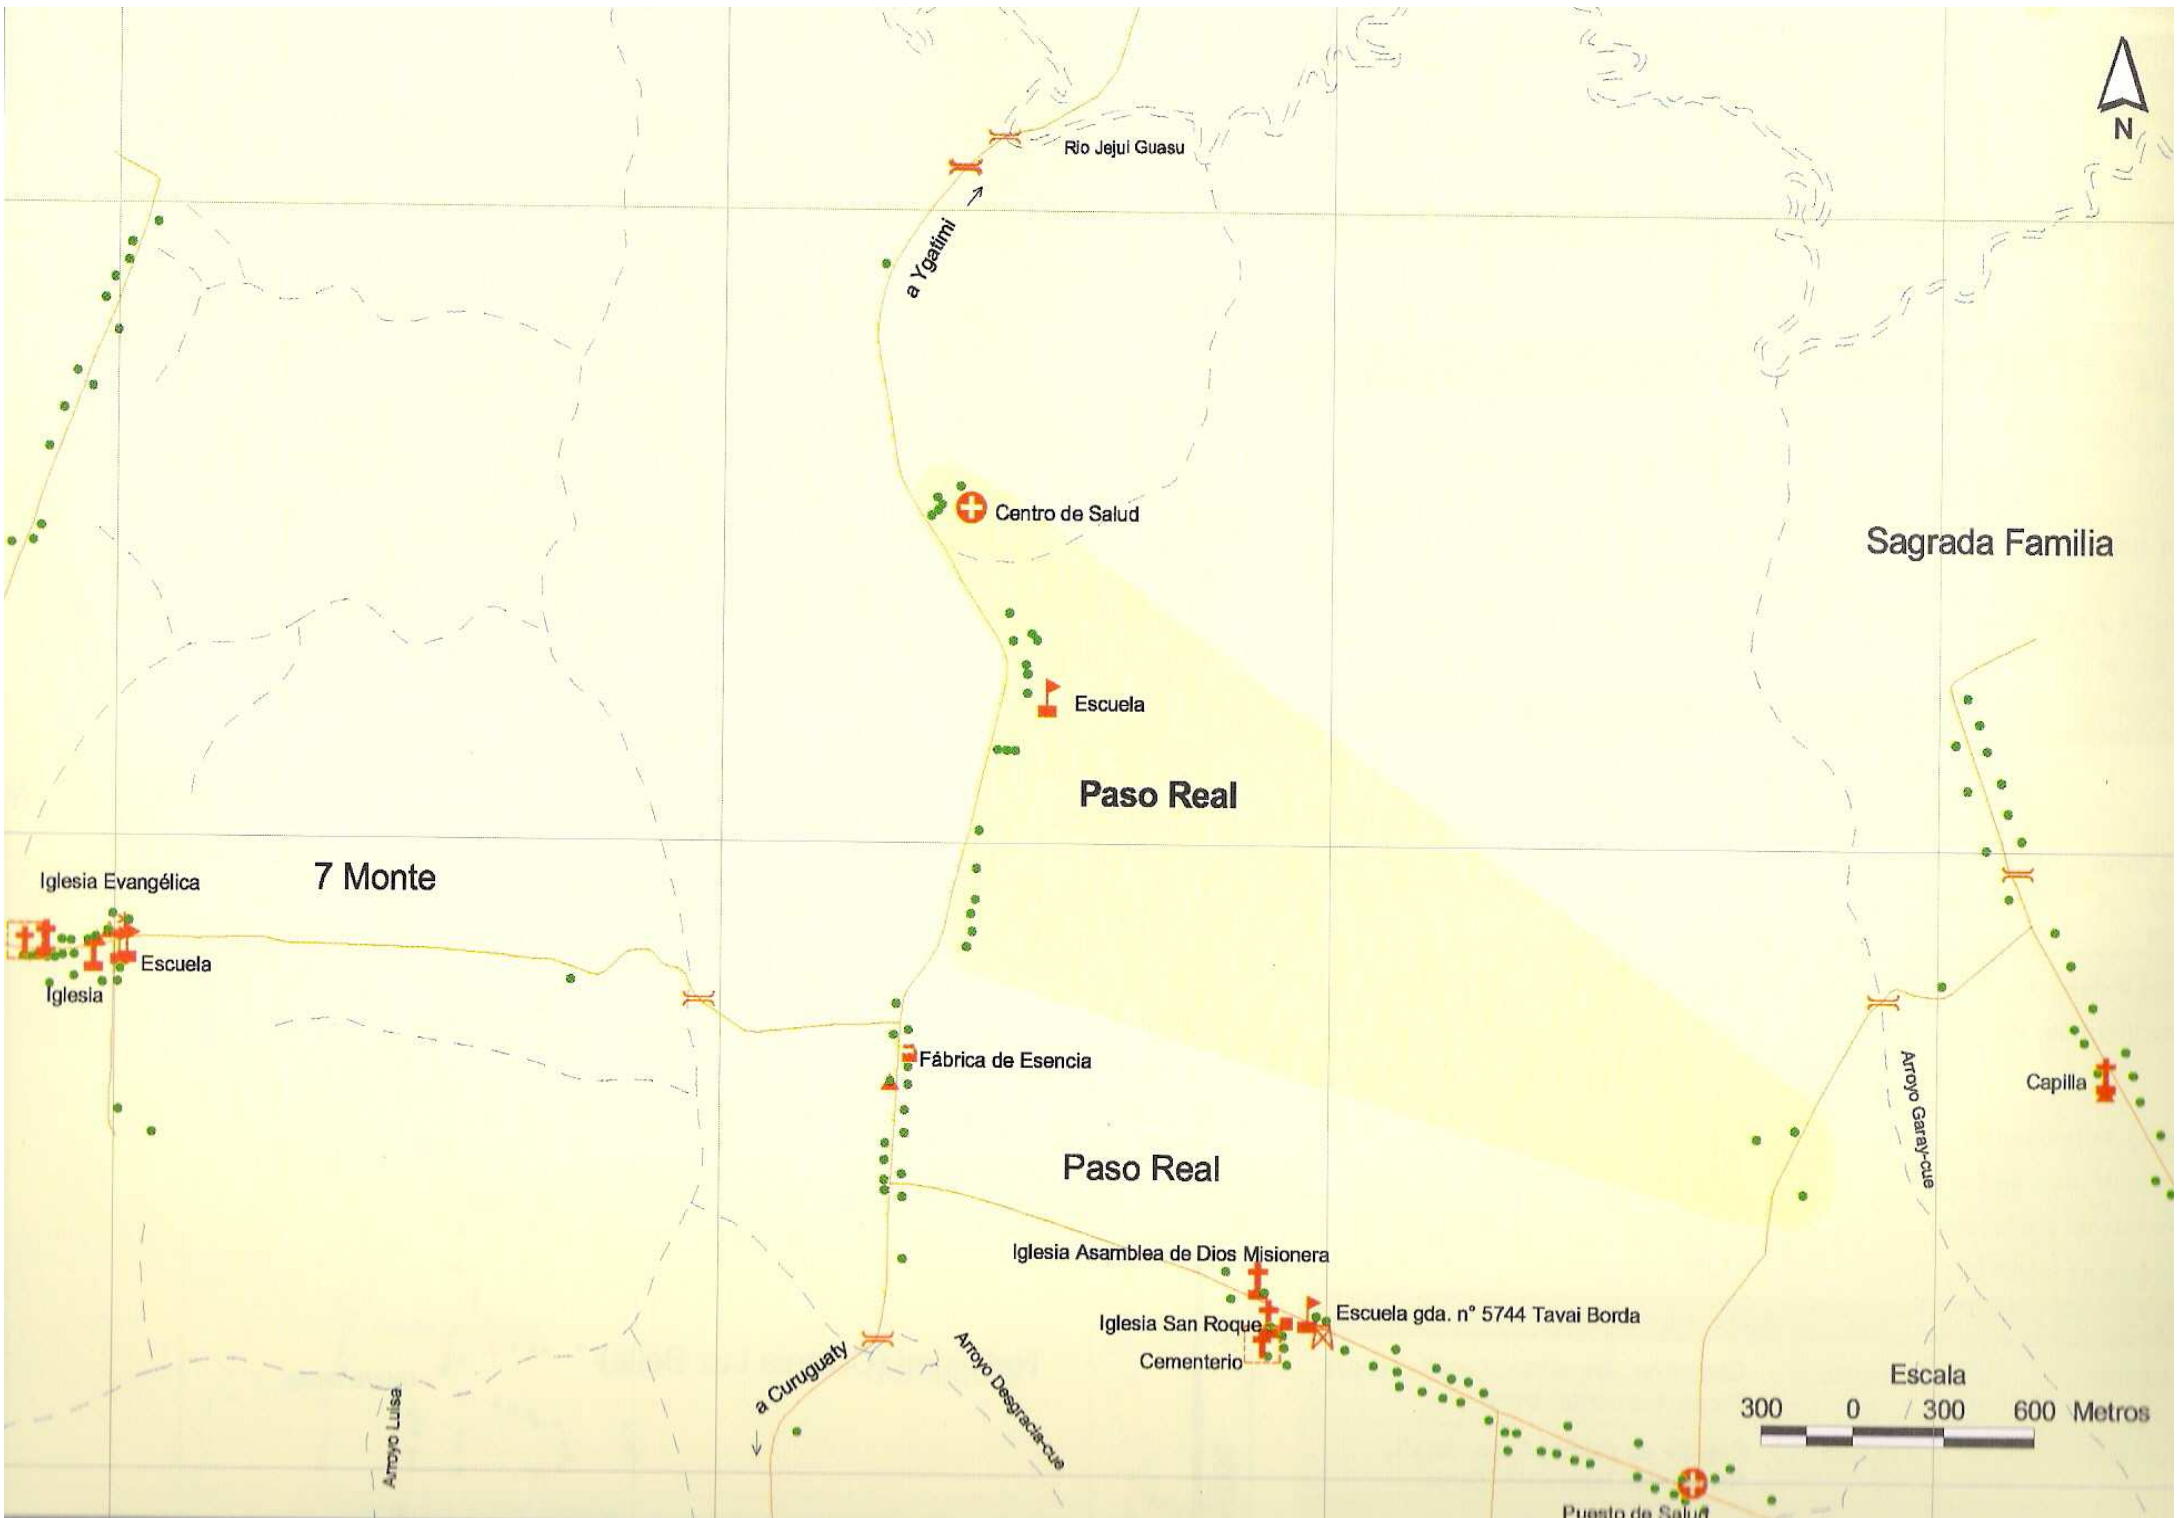 N
Rio Jejui Guasu
a Ygatimi
Centro de Salud
Sagrada Familia
Escuela
Paso Real
7 Monte
Iglesia Evangélica
Escuela
Iglesia
Fábrica de Esencia
Capilla
Arroyo Garay-cue
Paso Real
Iglesia Asamblea de Dios Misionera
Iglesia San Roque
Escuela gda. n° 5744 Tavai Borda
Cementerio
a Curuguaty
Arroyo Desgracia-cue
Arroyo Luisa
Escala
300 0 300 600 Metros
Puesto de Salud